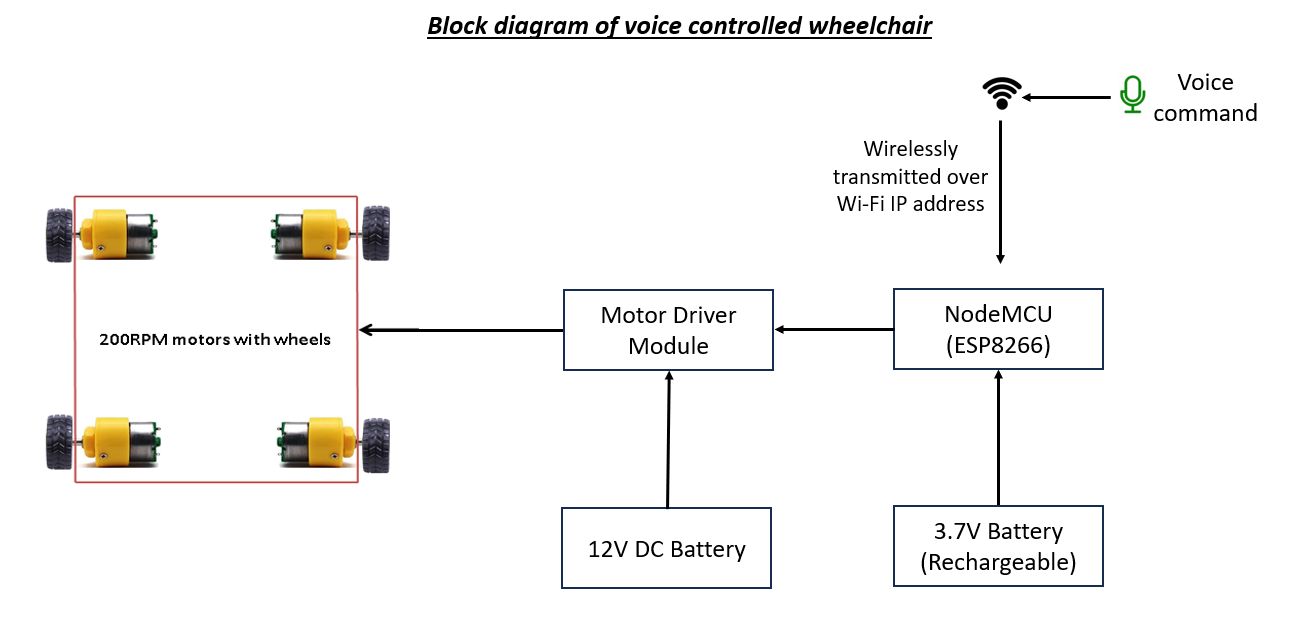 Block diagram of voice controlled wheelchair
Voice
command
Wirelessly
transmitted over
Wi-Fi IP address
200RPM motors with wheels
Motor Driver
Module
NodeMCU
(ESP8266)
12V DC Battery
3.7V Battery
(Rechargeable)